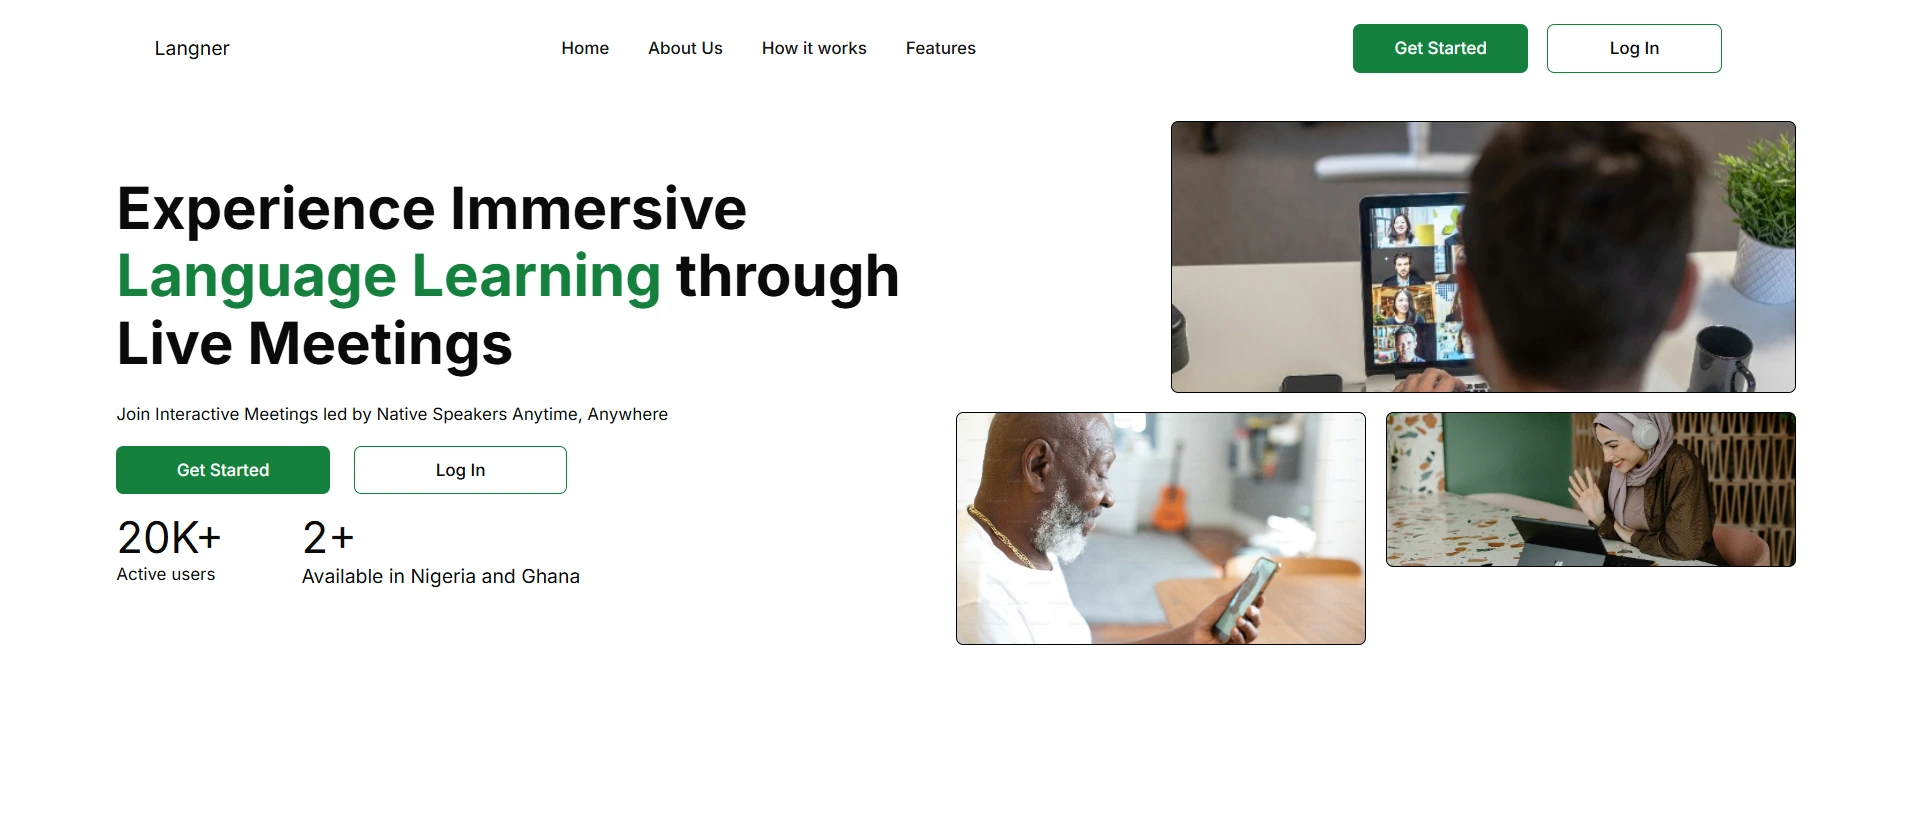 Langner
Home
About Us
How it works
Features
Get Started
Log In
Experience Immersive
Language Learning through
Live Meetings
Join Interactive Meetings led by Native Speakers Anytime, Anywhere
Get Started
Log In
20K+
Active users
2+
Available in Nigeria and Ghana